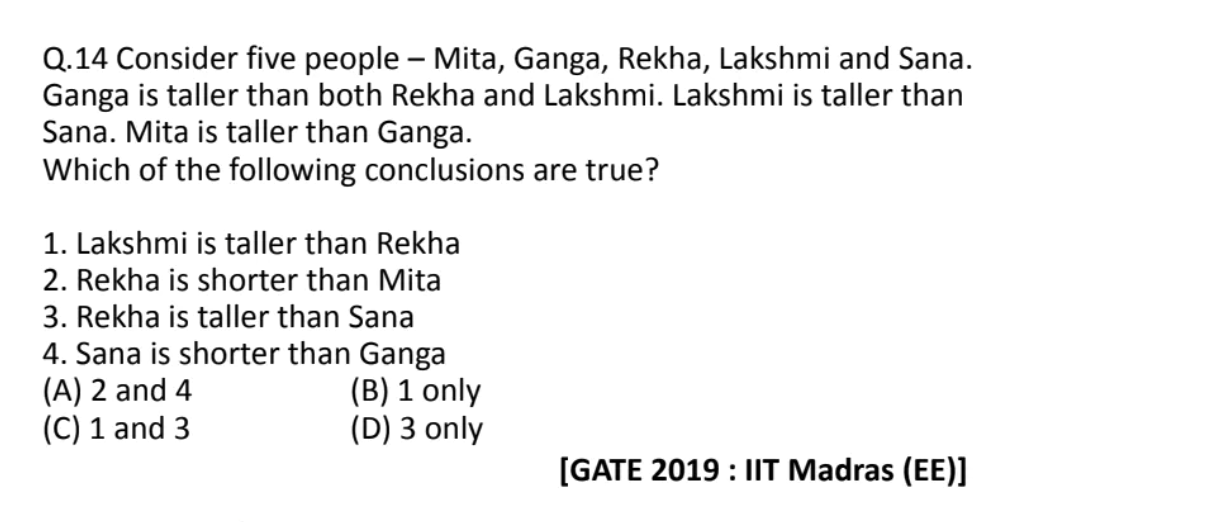 Q.14 Consider five people – Mita, Ganga, Rekha, Lakshmi and Sana.
Ganga is taller than both Rekha and Lakshmi. Lakshmi is taller than
Sana. Mita is taller than Ganga.
Which of the following conclusions are true?
1. Lakshmi is taller than Rekha
2. Rekha is shorter than Mita
3. Rekha is taller than Sana
4. Sana is shorter than Ganga
(A) 2 and 4 (B) 1 only
(C) 1 and 3 (D) 3 only
[GATE 2019 : IIT Madras (EE)]